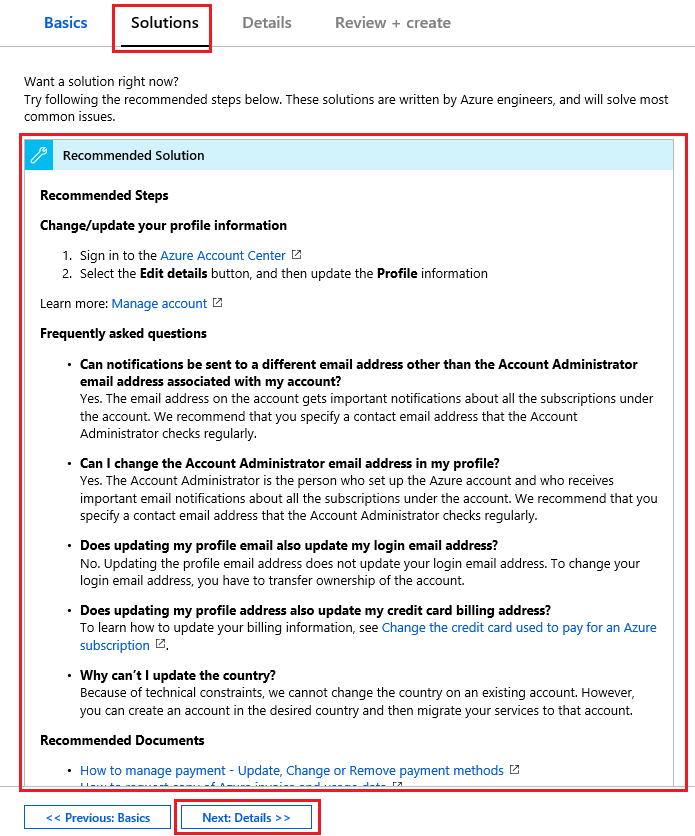 Basics Solutions Details Review + create
Want a solution right now?
Try following the recommended steps below. These solutions are written by Azure engineers, and will solve most
common issues.
Recommended Solution
Recommended Steps
Change/update your profile information
1. Sign in to the Azure Account Center
2. Select the Edit details button, and then update the Profile information
Learn more: Manage account
Frequently asked questions
• Can notifications be sent to a different email address other than the Account Administrator
email address associated with my account?
Yes. The email address on the account gets important notifications about all the subscriptions under
the account. We recommend that you specify a contact email address that the Account
Administrator checks regularly.
• Can I change the Account Administrator email address in my profile?
Yes. The Account Administrator is the person who set up the Azure account and who receives
important email notifications about all the subscriptions under the account. We recommend that you
specify a contact email address that the Account Administrator checks regularly.
• Does updating my profile email also update my login email address?
No. Updating the profile email address does not update your login email address. To change your
login email address, you have to transfer ownership of the account.
• Does updating my profile address also update my credit card billing address?
To learn how to update your billing information, see Change the credit card used to pay for an Azure
subscription.
• Why can't I update the country?
Because of technical constraints, we cannot change the country on an existing account. However,
you can create an account in the desired country and then migrate your services to that account.
Recommended Documents
• How to manage payment - Update, Change or Remove payment methods
<< Previous: Basics Next: Details >>